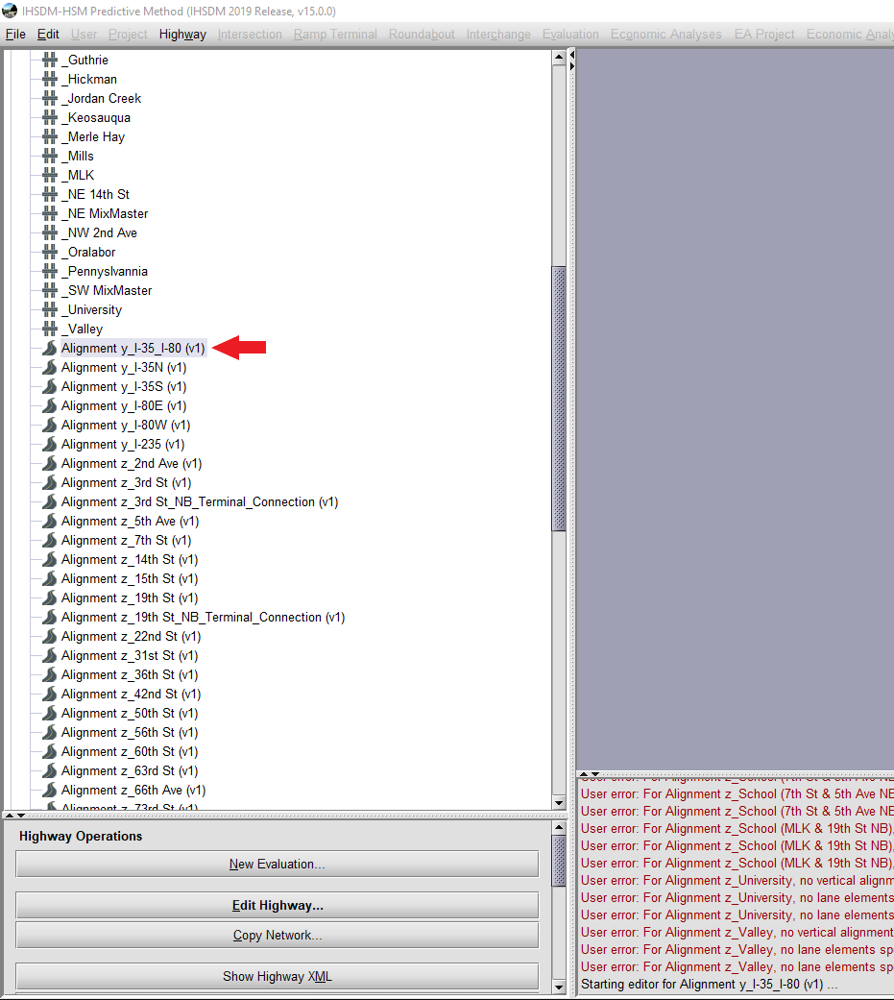 IHSDM-HSM Predictive Method (IHSDM 2019 Release, v15.0.0)
File Edit User Project Highway Intersection Ramp Terminal Roundabout Interchange Evaluation Economic Analyses EA Project Economic Analy
_Guthrie
_Hickman
_Jordan Creek
_Keosauqua
_Merle Hay
_Mills
_MLK
_NE 14th St
_NE MixMaster
_NW 2nd Ave
_Oralabor
_Pennyslvannia
_SW MixMaster
_University
_Valley
Alignment y_I-35_I-80 (v1)
Alignment y_I-35N (v1)
Alignment y_I-35S (v1)
Alignment y_I-80E (v1)
Alignment y_I-80W (v1)
Alignment y_I-235 (v1)
Alignment z_2nd Ave (v1)
Alignment z_3rd St (v1)
Alignment z_3rd St_NB_Terminal_Connection (v1)
Alignment z_5th Ave (v1)
Alignment z_7th St (v1)
Alignment z_14th St (v1)
Alignment z_15th St (v1)
Alignment z_19th St (v1)
Alignment z_19th St_NB_Terminal_Connection (v1)
Alignment z_22nd St (v1)
Alignment z_31st St (v1)
Alignment z_36th St (v1)
Alignment z_42nd St (v1)
Alignment z_50th St (v1)
Alignment z_56th St (v1)
Alignment z_60th St (v1)
Alignment z_63rd St (v1)
Alignment z_66th Ave (v1)
Alignment z_73rd St (v1)
Highway Operations
New Evaluation...
Edit Highway...
Copy Network...
Show Highway XML
User error: For Alignment z_School (7th St & 5th Ave NE
User error: For Alignment z_School (7th St & 5th Ave NE
User error: For Alignment z_School (7th St & 5th Ave NE
User error: For Alignment z_School (MLK & 19th St NB),
User error: For Alignment z_School (MLK & 19th St NB),
User error: For Alignment z_School (MLK & 19th St NB),
User error: For Alignment z_University, no vertical alignm
User error: For Alignment z_University, no lane elements
User error: For Alignment z_University, no lane elements
User error: For Alignment z_Valley, no vertical alignment
User error: For Alignment z_Valley, no lane elements spe
User error: For Alignment z_Valley, no lane elements spe
Starting editor for Alignment y_I-35_I-80 (v1) ...